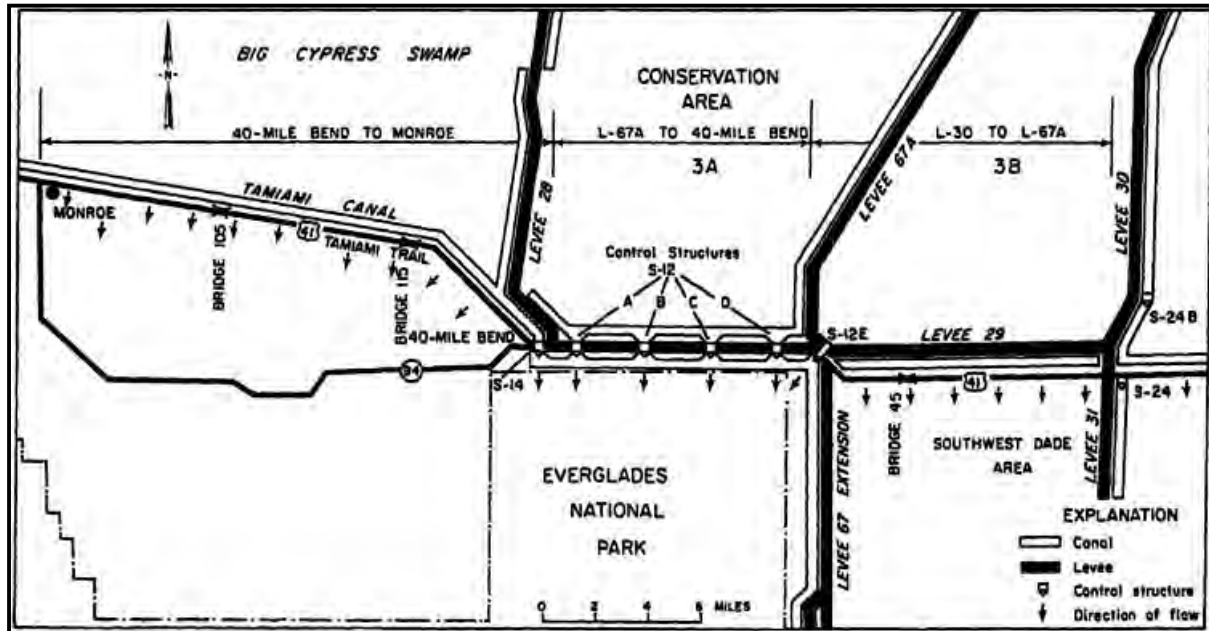 N
BIG CYPRESS SWAMP
CONSERVATION
AREA
40-MILE BEND TO MONROE
L-67A TO 40-MILE BEND
L-30 TO L-67A
3A
3B
TAMIAMI CANAL
MONROE
BRIDGE 105
41
TAMIAMI TRAIL
BRIDGE 115
40-MILE BEND
LEVEE 28
LEVEE 67A
LEVEE 30
Control Structures
S-12
A B C D
S-12E
LEVEE 29
S-24B
94
S-14
41
S-24
BRIDGE 45
LEVEE 31
LEVEE 67 EXTENSION
SOUTHWEST DADE
AREA
EVERGLADES
NATIONAL
PARK
EXPLANATION
Canal
Levee
Control structure
Direction of flow
0 2 4 6 MILES